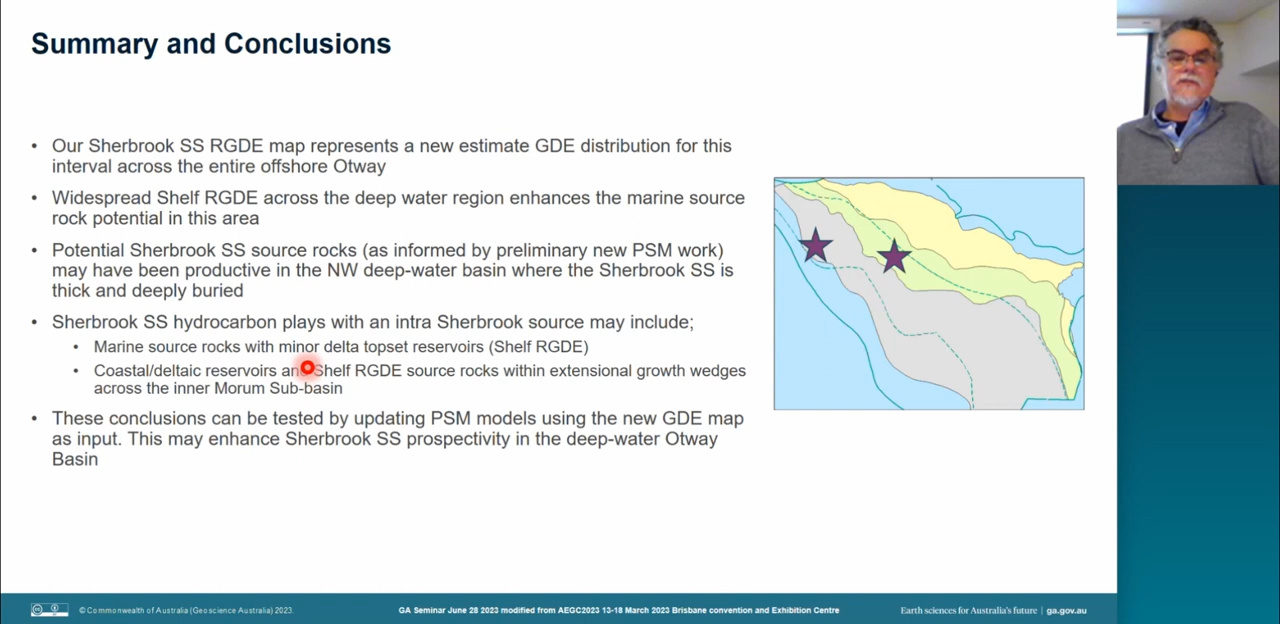 Summary and Conclusions
• Our Sherbrook SS RGDE map represents a new estimate GDE distribution for this
interval across the entire offshore Otway
• Widespread Shelf RGDE across the deep water region enhances the marine source
rock potential in this area
• Potential Sherbrook SS source rocks (as informed by preliminary new PSM work)
may have been productive in the NW deep-water basin where the Sherbrook SS is
thick and deeply buried
• Sherbrook SS hydrocarbon plays with an intra Sherbrook source may include;
• Marine source rocks with minor delta topset reservoirs (Shelf RGDE)
• Coastal/deltaic reservoirs and Shelf RGDE source rocks within extensional growth wedges
across the inner Morum Sub-basin
• These conclusions can be tested by updating PSM models using the new GDE map
as input. This may enhance Sherbrook SS prospectivity in the deep-water Otway
Basin
© Commonwealth of Australia (Geoscience Australia) 2023.
GA Seminar June 28 2023 modified from AEGC2023 13-18 March 2023 Brisbane convention and Exhibition Centre
Earth sciences for Australia's future | ga.gov.au